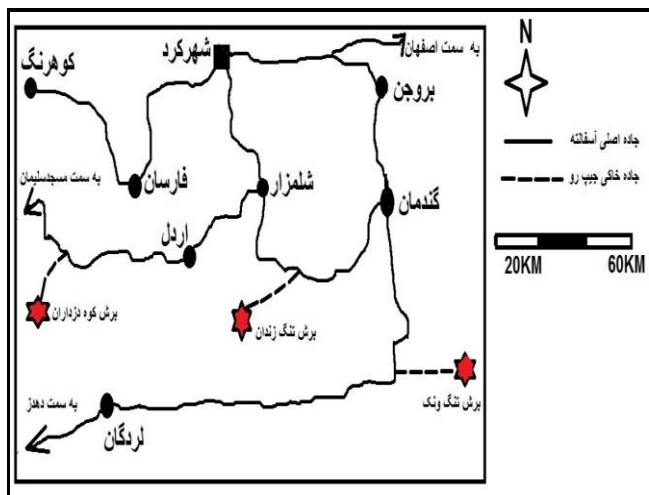 به سمت اصفهان
شهرکرد
کوهرنگ
بروجن
فارسان
شلمزار
گندمان
به سمت مسجدسلیمان
اردل
برش کوه دزداران
برش تنگ زندان
برش تنگ ونک
به سمت دهدز
لردگان
N
جاده اصلی آسفالته
جاده خاکی جیپ رو
20KM 60KM